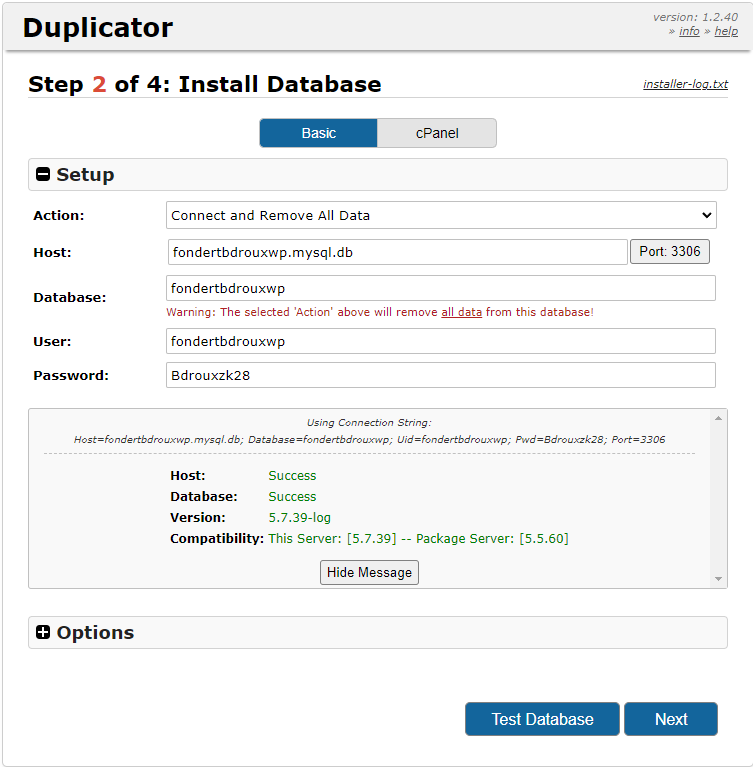 Duplicator
version: 1.2.40
» info » help
Step 2 of 4: Install Database
installer-log.txt
Basic
cPanel
Setup
Action:
Connect and Remove All Data
Host:
fondertbdrouxwp.mysql.db
Port: 3306
Database:
fondertbdrouxwp
Warning: The selected 'Action' above will remove all data from this database!
User:
fondertbdrouxwp
Password:
Bdrouxzk28
Using Connection String:
Host=fondertbdrouxwp.mysql.db; Database=fondertbdrouxwp; Uid=fondertbdrouxwp; Pwd=Bdrouxzk28; Port=3306
Host: Success
Database: Success
Version: 5.7.39-log
Compatibility: This Server: [5.7.39] -- Package Server: [5.5.60]
Hide Message
Options
Test Database
Next